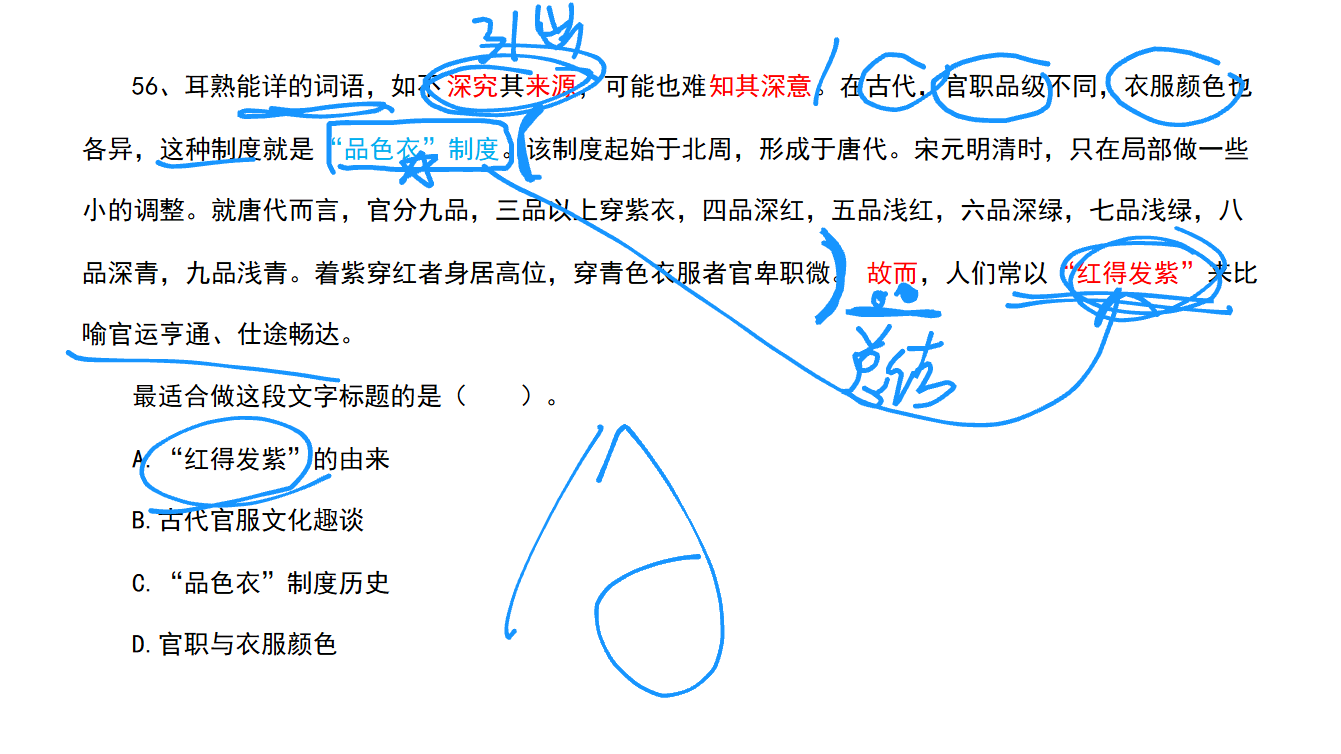 引出
56、耳熟能详的词语，如不深究其来源，可能也难知其深意。在古代，官职品级不同，衣服颜色也
各异，这种制度就是“品色衣”制度。该制度起始于北周，形成于唐代。宋元明清时，只在局部做一些
小的调整。就唐代而言，官分九品，三品以上穿紫衣，四品深红，五品浅红，六品深绿，七品浅绿，八
品深青，九品浅青。着紫穿红者身居高位，穿青色衣服者官卑职微。故而，人们常以“红得发紫”来比
喻官运亨通、仕途畅达。
总结
最适合做这段文字标题的是（　　）。
A.“红得发紫”的由来
B.古代官服文化趣谈
C.“品色衣”制度历史
D.官职与衣服颜色